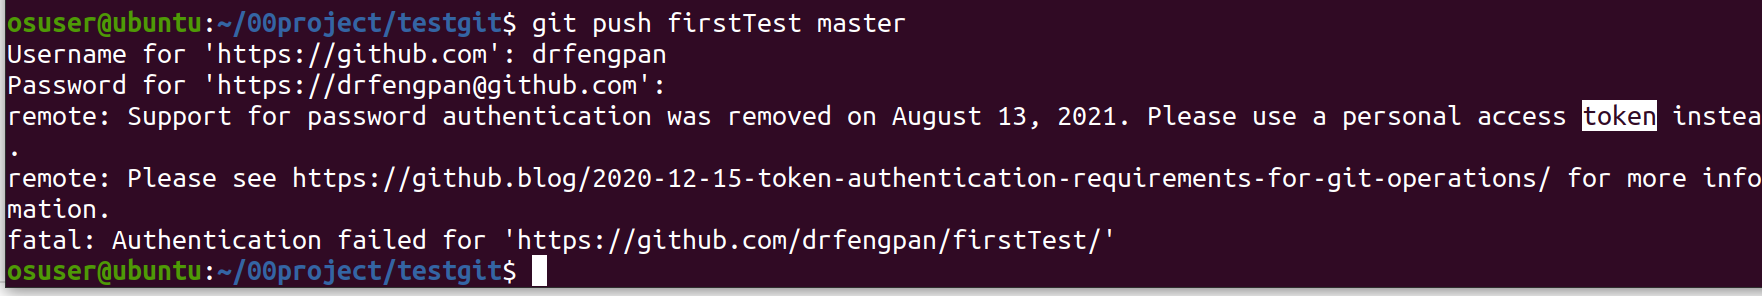 osuser@ubuntu:~/00project/testgit$ git push firstTest master
Username for 'https://github.com': drfengpan
Password for 'https://drfengpan@github.com':
remote: Support for password authentication was removed on August 13, 2021. Please use a personal access token instea
.
remote: Please see https://github.blog/2020-12-15-token-authentication-requirements-for-git-operations/ for more info
mation.
fatal: Authentication failed for 'https://github.com/drfengpan/firstTest/'
osuser@ubuntu:~/00project/testgit$